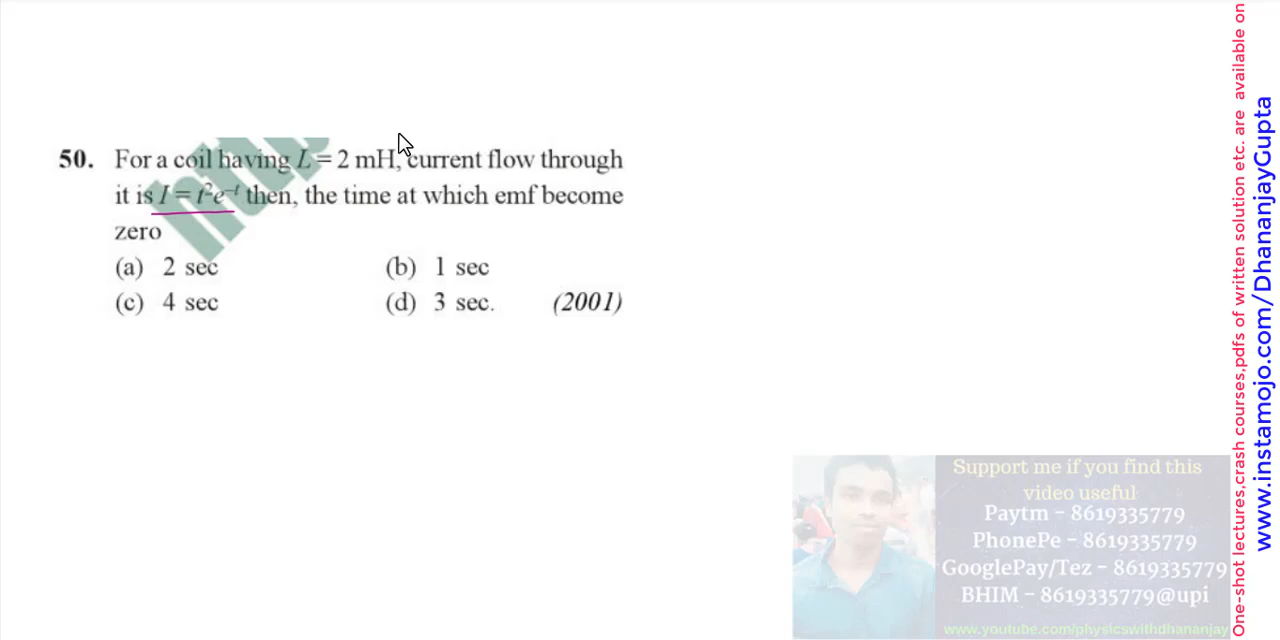 50. For a coil having L = 2 mH, current flow through
it is I = t²e⁻ᵗ then, the time at which emf become
zero
(a) 2 sec (b) 1 sec
(c) 4 sec (d) 3 sec. (2001)
http
Support me if you find this
video useful
Paytm - 8619335779
PhonePe - 8619335779
GooglePay/Tez - 8619335779
BHIM - 8619335779@upi
www.youtube.com/physicswithdhananjay
One-shot lectures,crash courses,pdfs of written solution etc. are available on
www.instamojo.com/DhananjayGupta